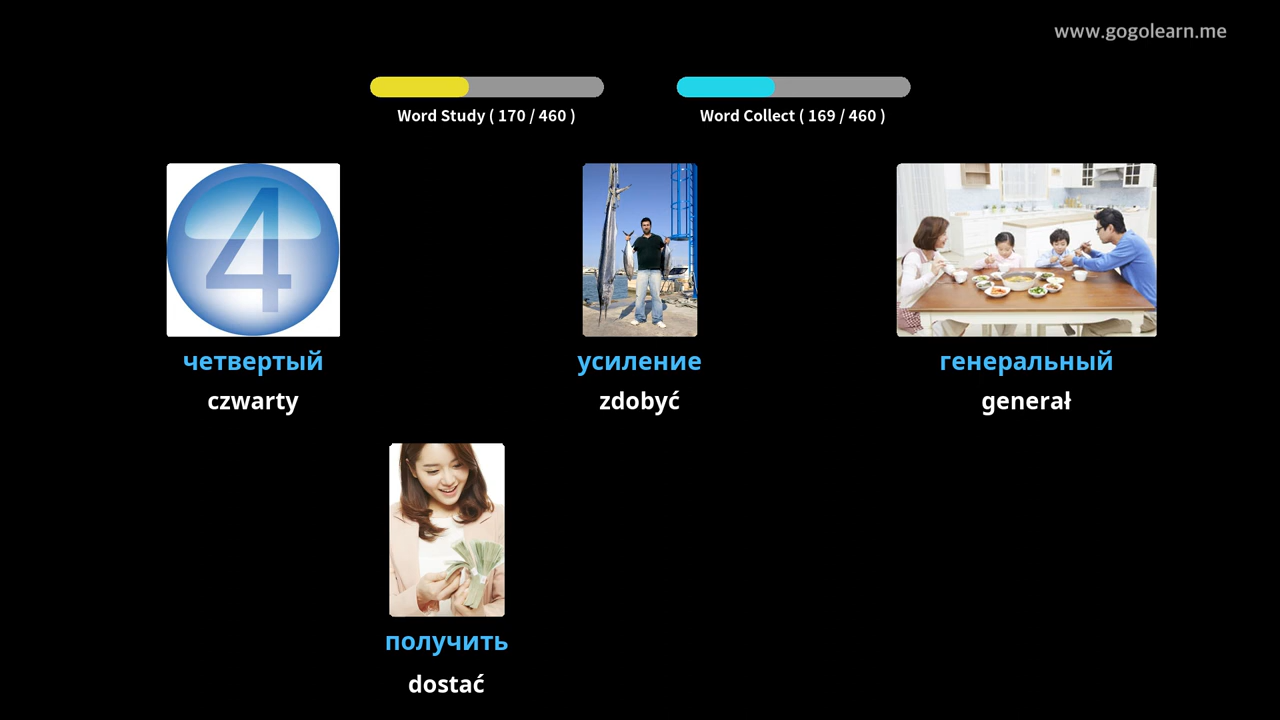 www.gogolearn.me
Word Study ( 170 / 460 )
Word Collect ( 169 / 460 )
4
четвертый
czwarty
усиление
zdobyć
генеральный
generał
получить
dostać